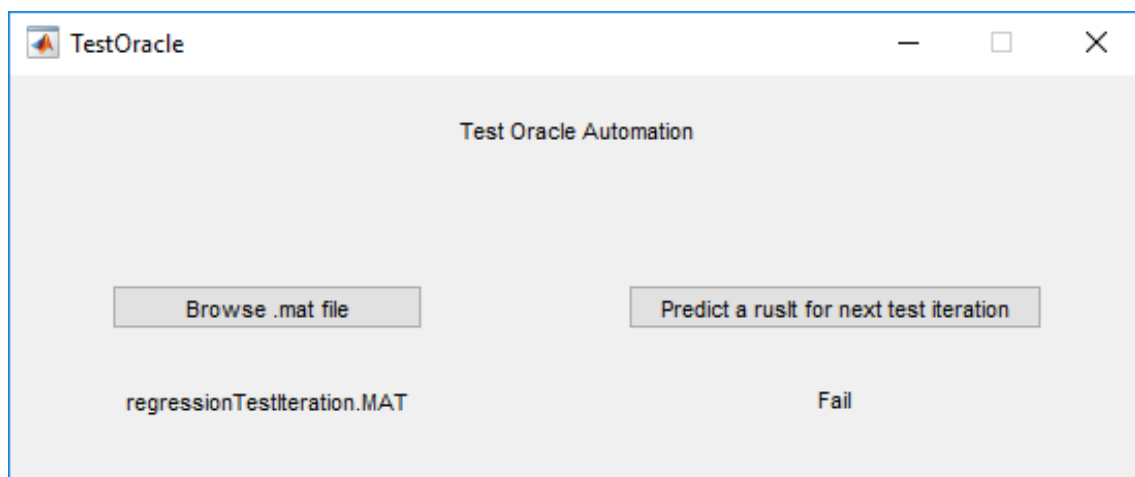 TestOracle
Test Oracle Automation
Browse .mat file
Predict a ruslt for next test iteration
regressionTestIteration.MAT
Fail